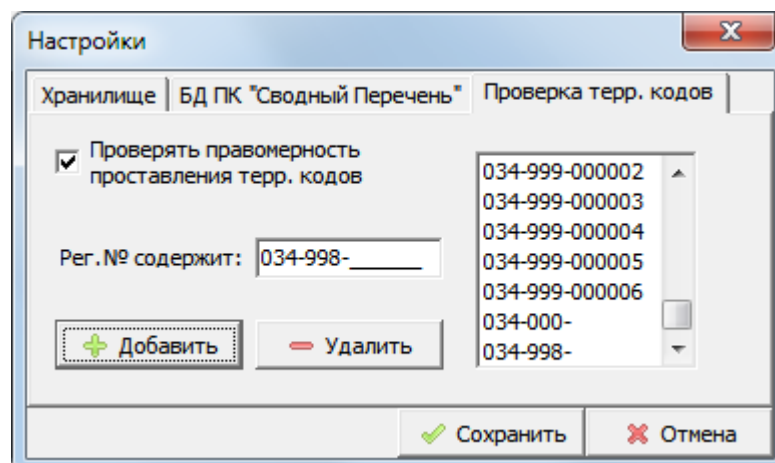 Настройки
Хранилище
БД ПК "Сводный Перечень"
Проверка терр. кодов
Проверять правомерность
проставления терр. кодов
Рег.№ содержит:
034-998-______
Добавить
Удалить
034-999-000002
034-999-000003
034-999-000004
034-999-000005
034-999-000006
034-000-
034-998-
Сохранить
Отмена